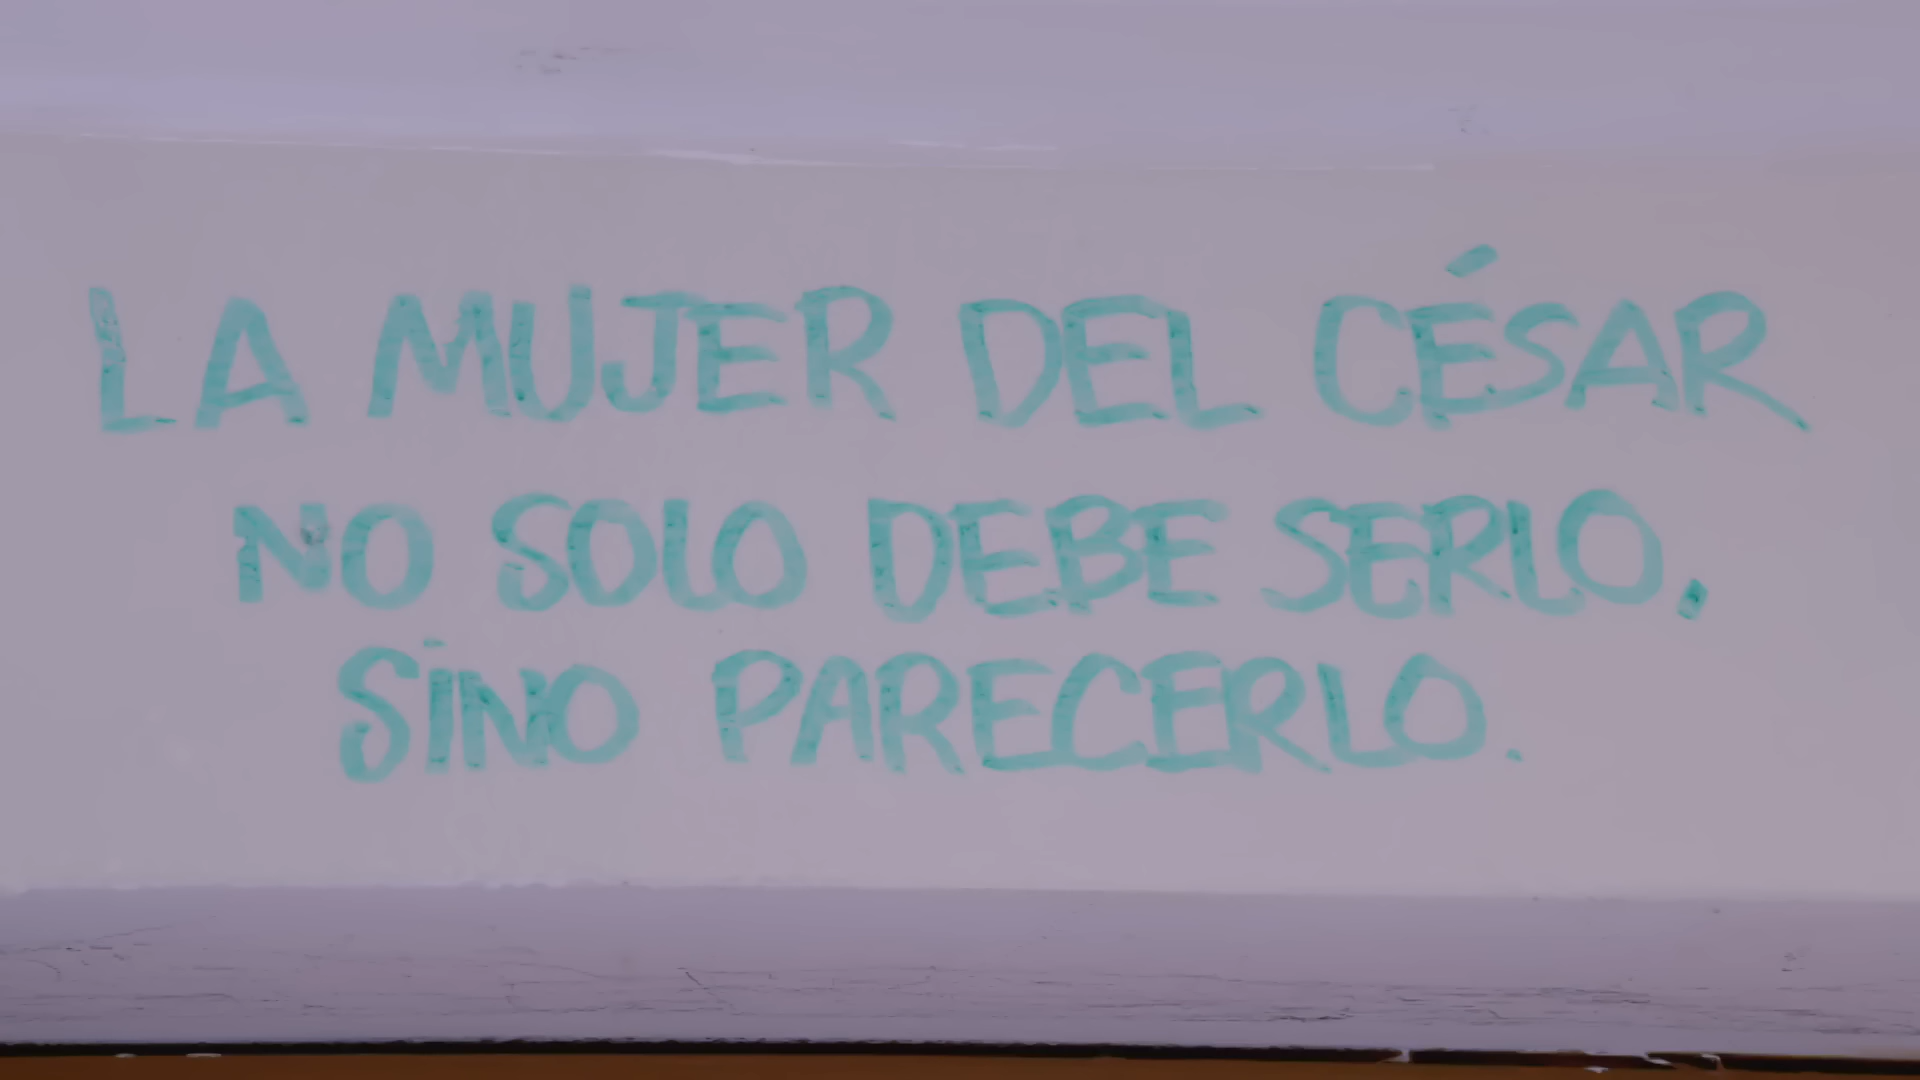 LA MUJER DEL CÉSAR
NO SOLO DEBE SERLO,
SINO PARECERLO.